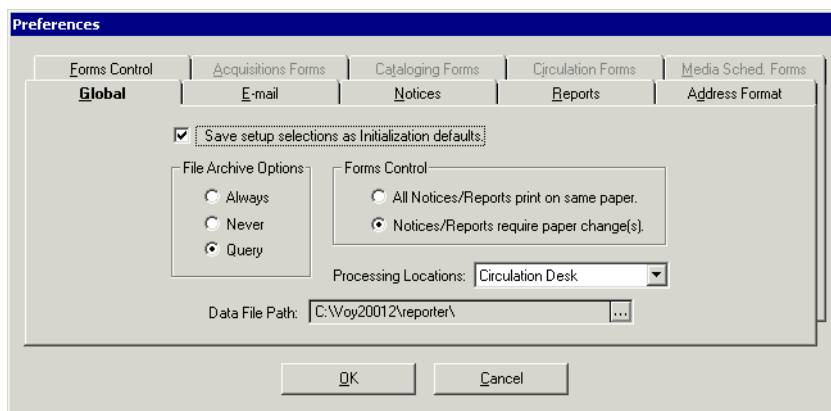 Preferences
Forms Control Acquisitions Forms Cataloging Forms Circulation Forms Media Sched. Forms
Global E-mail Notices Reports Address Format
Save setup selections as Initialization defaults.
File Archive Options Forms Control
Always All Notices/Reports print on same paper.
Never Notices/Reports require paper change(s).
Query
Processing Locations: Circulation Desk
Data File Path: C:\Voy20012\reporter\ ...
OK Cancel